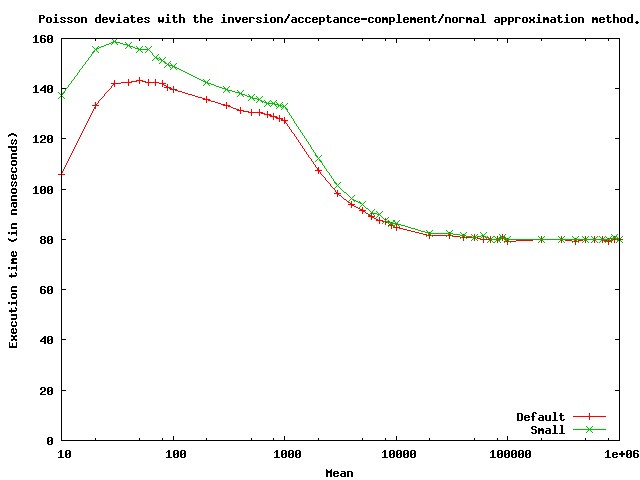 Poisson deviates with the inversion/acceptance-complement/normal approximation method.
160
140
120
100
80
60
40
20
0
Execution time (in nanoseconds)
Default
Small
10 100 1000 10000 100000 1e+06
Mean